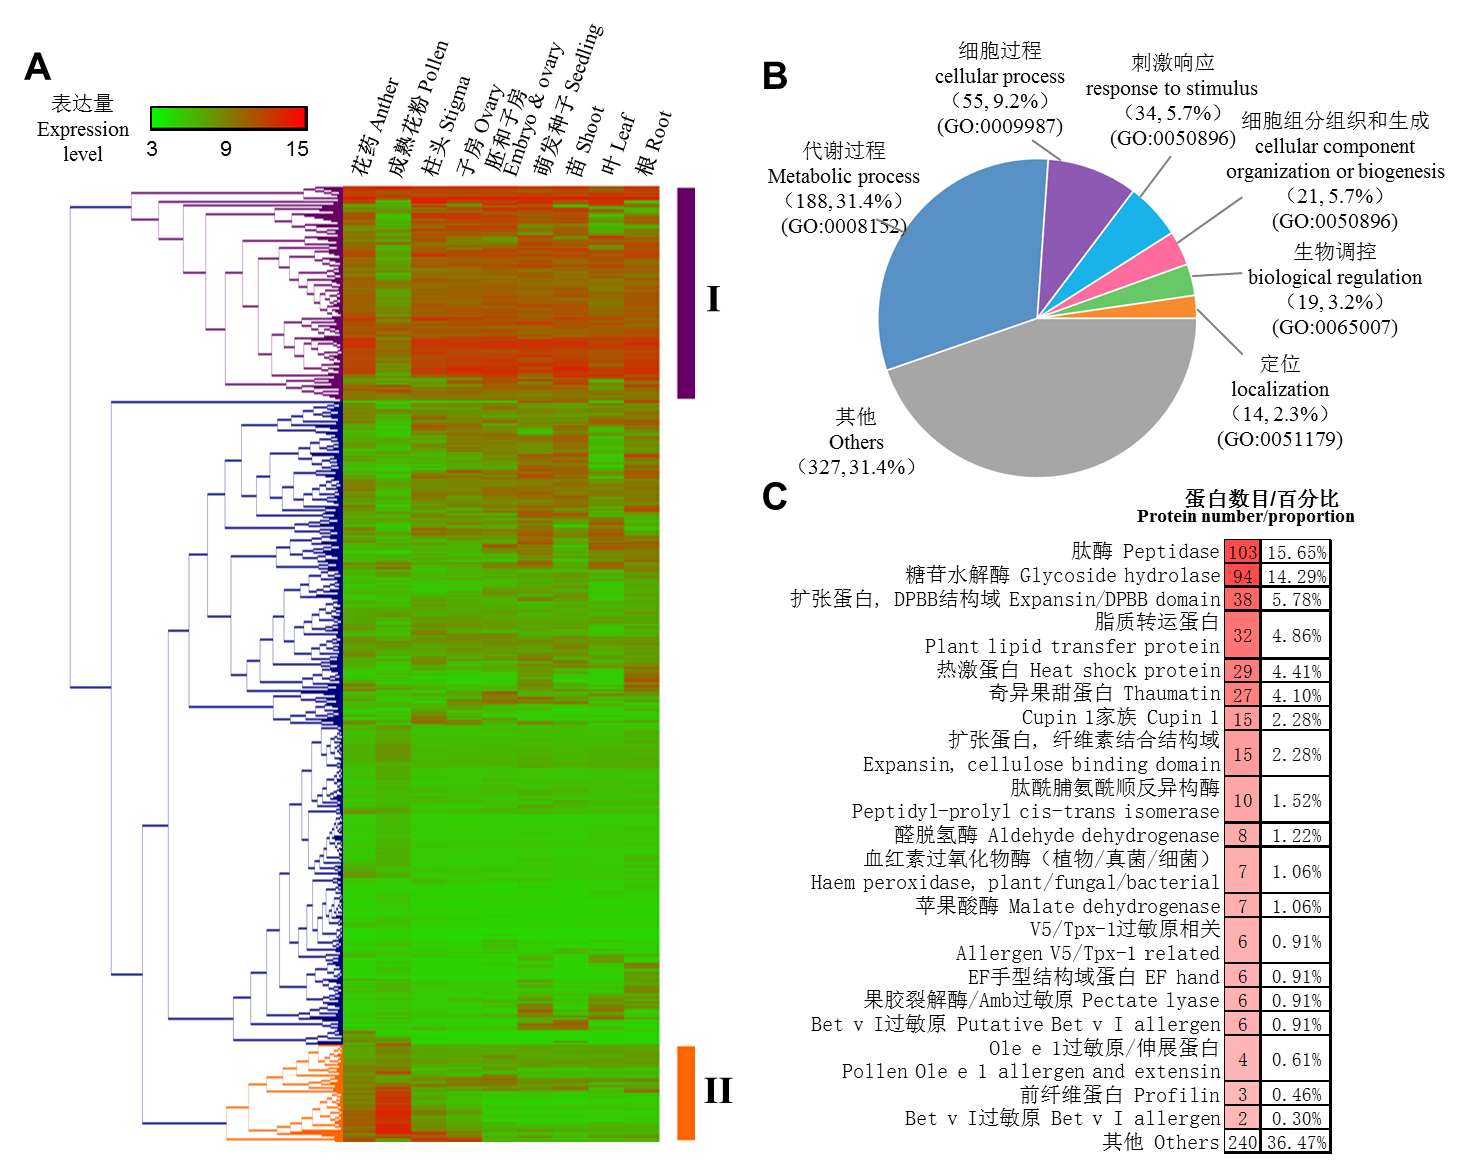 A
表达量
Expression
level
3 9 15
花药 Anther
成熟花粉 Pollen
柱头 Stigma
子房 Ovary
胚和子房
Embryo & ovary
萌发种子 Seedling
苗 Shoot
叶 Leaf
根 Root
I
II
B
细胞过程
cellular process
（55, 9.2%）
(GO:0009987)
刺激响应
response to stimulus
（34, 5.7%）
(GO:0050896)
细胞组分组织和生成
cellular component
organization or biogenesis
（21, 5.7%）
(GO:0050896)
代谢过程
Metabolic process
（188, 31.4%）
(GO:0008152)
生物调控
biological regulation
（19, 3.2%）
(GO:0065007)
定位
localization
（14, 2.3%）
(GO:0051179)
其他
Others
（327, 31.4%）
C
蛋白数目/百分比
Protein number/proportion
肽酶 Peptidase 103 15.65%
糖苷水解酶 Glycoside hydrolase 94 14.29%
扩张蛋白, DPBB结构域 Expansin/DPBB domain 38 5.78%
脂质转运蛋白
Plant lipid transfer protein 32 4.86%
热激蛋白 Heat shock protein 29 4.41%
奇异果甜蛋白 Thaumatin 27 4.10%
Cupin 1家族 Cupin 1 15 2.28%
扩张蛋白, 纤维素结合结构域
Expansin, cellulose binding domain 15 2.28%
肽酰脯氨酰顺反异构酶
Peptidyl-prolyl cis-trans isomerase 10 1.52%
醛脱氢酶 Aldehyde dehydrogenase 8 1.22%
血红素过氧化物酶（植物/真菌/细菌）
Haem peroxidase, plant/fungal/bacterial 7 1.06%
苹果酸酶 Malate dehydrogenase 7 1.06%
V5/Tpx-1过敏原相关
Allergen V5/Tpx-1 related 6 0.91%
EF手型结构域蛋白 EF hand 6 0.91%
果胶裂解酶/Amb过敏原 Pectate lyase 6 0.91%
Bet v I过敏原 Putative Bet v I allergen 6 0.91%
Ole e 1过敏原/伸展蛋白
Pollen Ole e 1 allergen and extensin 4 0.61%
前纤维蛋白 Profilin 3 0.46%
Bet v I过敏原 Bet v I allergen 2 0.30%
其他 Others 240 36.47%